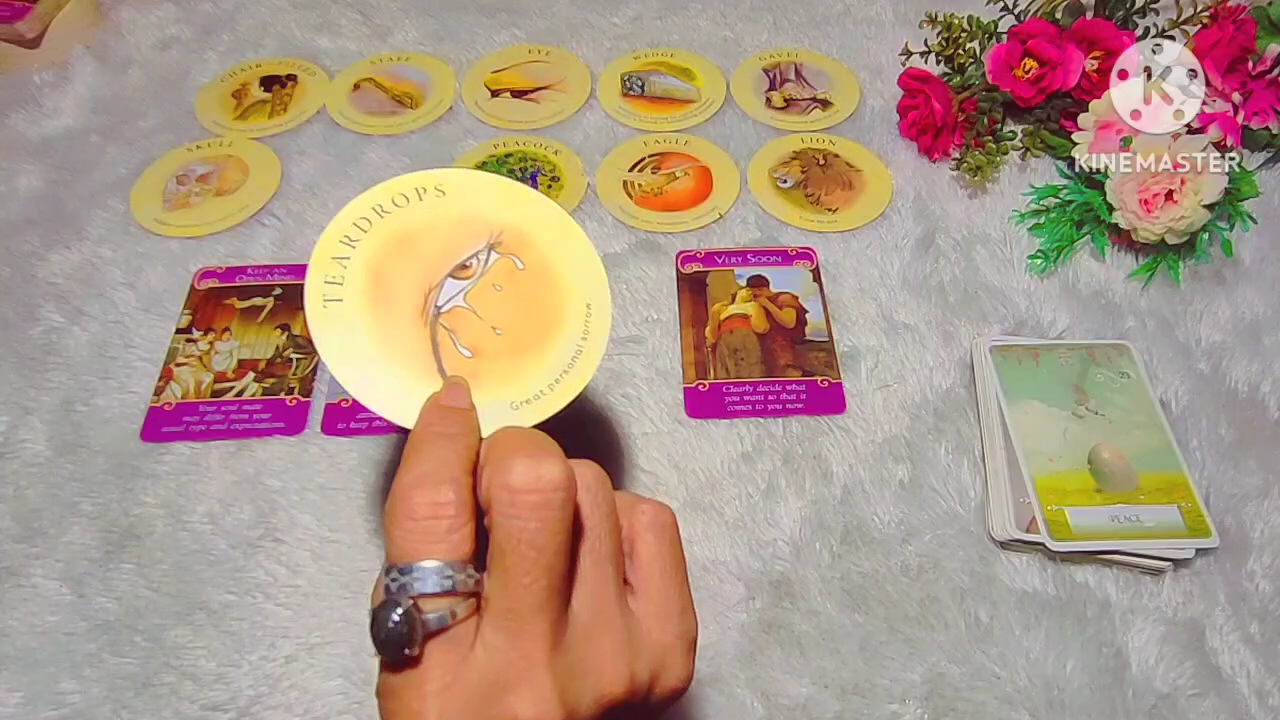 CHAIR—FILLED
STAFF
EYE
WEDGE
GAVEL
SKULL
PEACOCK
EAGLE
LION
TEARDROPS
Great personal sorrow.
KEEP AN
OPEN MIND
Your soul mate
may differ from your
usual type and expectations.
to keep this
VERY SOON
Clearly decide what
you want so that it
comes to you now.
23
PEACE
K
KINEMASTER